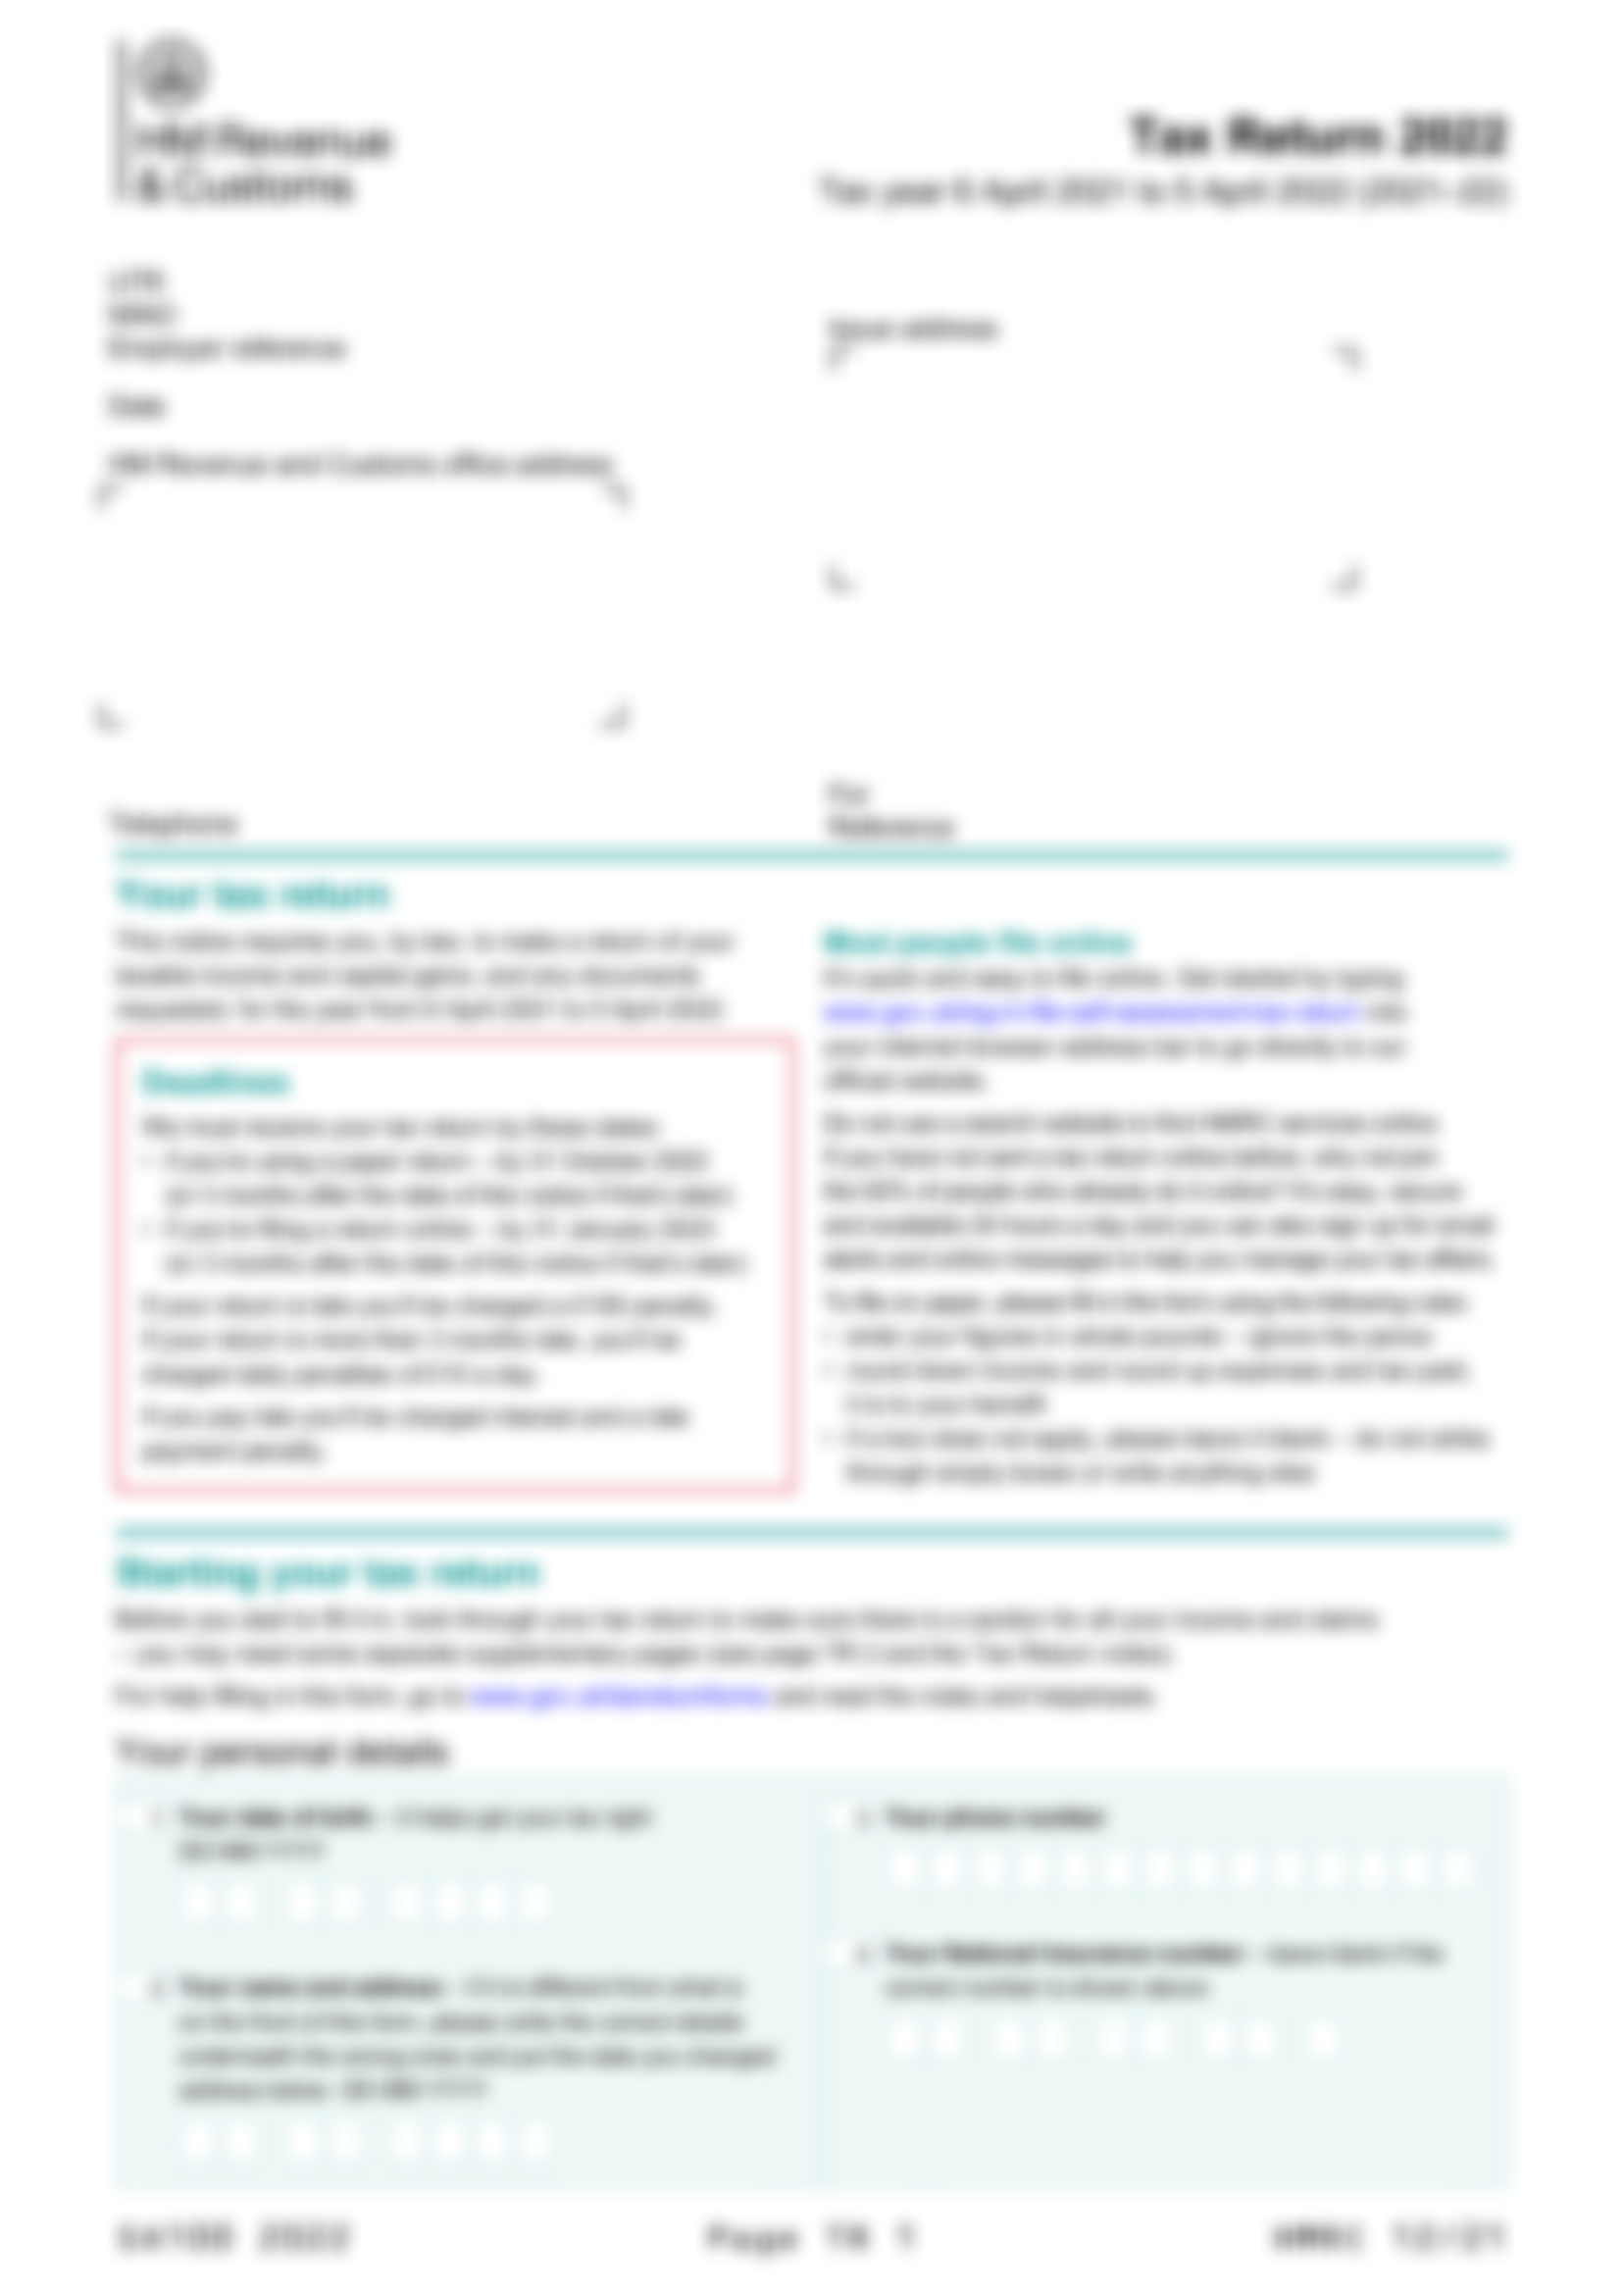 HM Revenue
& Customs
Tax Return 2022
Tax year 6 April 2021 to 5 April 2022 (2021–22)
UTR
NINO
Employer reference
Date
HM Revenue and Customs office address
Issue address
Telephone
For
Reference
Your tax return
This notice requires you, by law, to make a return of your
taxable income and capital gains, and any documents
requested, for the year from 6 April 2021 to 5 April 2022.
Deadlines
We must receive your tax return by these dates:
• if you're using a paper return – by 31 October 2022
(or 3 months after the date of this notice if that's later)
• if you're filing a return online – by 31 January 2023
(or 3 months after the date of this notice if that's later)
If your return is late you'll be charged a £100 penalty.
If your return is more than 3 months late, you'll be
charged daily penalties of £10 a day.
If you pay late you'll be charged interest and a late
payment penalty.
Most people file online
It's quick and easy to file online. Get started by typing
www.gov.uk/log-in-file-self-assessment-tax-return into
your internet browser address bar to go directly to our
official website.
Do not use a search website to find HMRC services online.
If you have not sent a tax return online before, why not join
the 92% of people who already do it online? It's easy, secure
and available 24 hours a day and you can also sign up for email
alerts and online messages to help you manage your tax affairs.
To file on paper, please fill in this form using the following rules:
• enter your figures in whole pounds – ignore the pence
• round down income and round up expenses and tax paid,
it is to your benefit
• if a box does not apply, please leave it blank – do not strike
through empty boxes or write anything else
Starting your tax return
Before you start to fill it in, look through your tax return to make sure there is a section for all your income and claims
– you may need some separate supplementary pages (see page TR 2 and the Tax Return notes).
For help filling in this form, go to www.gov.uk/taxreturnforms and read the notes and helpsheets.
Your personal details
1 Your date of birth – it helps get your tax right
DD MM YYYY
2 Your name and address – if it is different from what is
on the front of this form, please write the correct details
underneath the wrong ones and put the date you changed
address below DD MM YYYY
3 Your phone number
4 Your National Insurance number – leave blank if the
correct number is shown above
SA100 2022
Page TR 1
HMRC 12/21